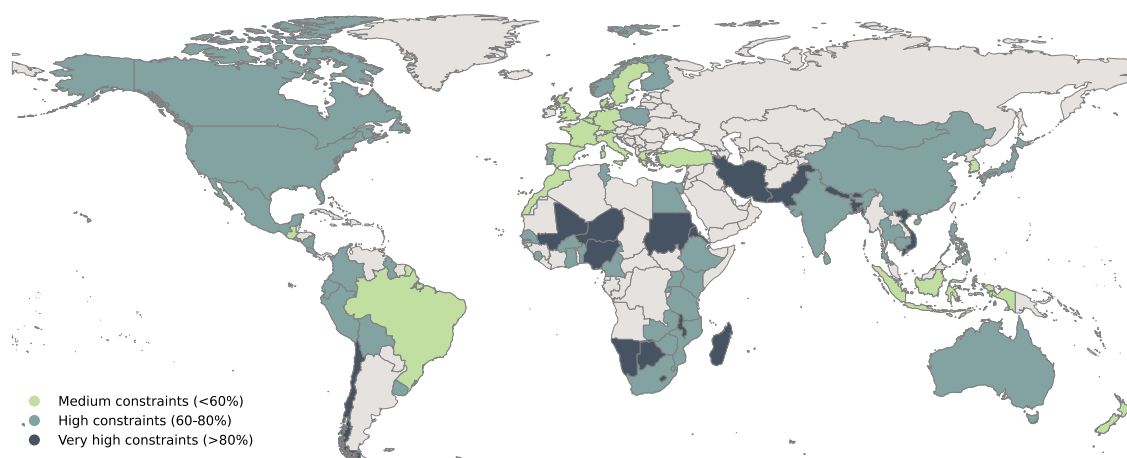 Medium constraints (<60%)
High constraints (60-80%)
Very high constraints (>80%)